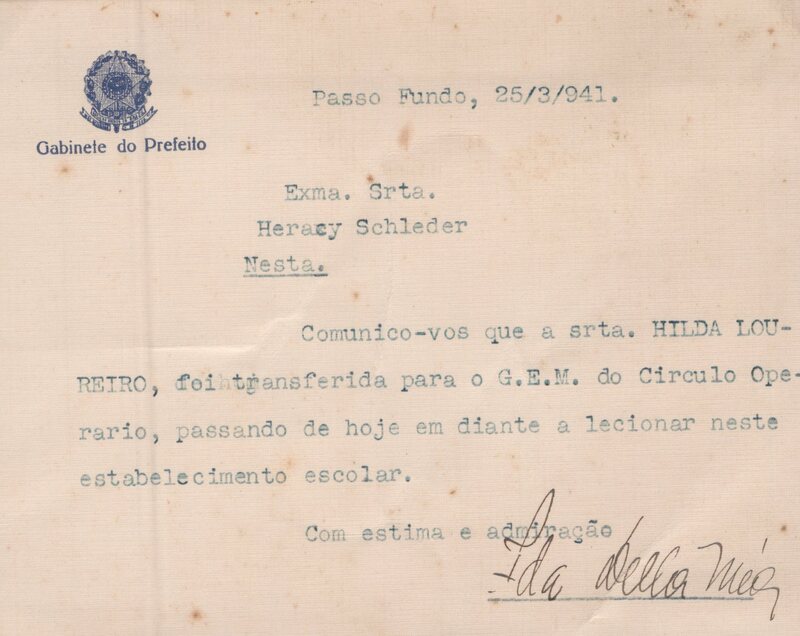 Passo Fundo, 25/3/941.
Gabinete do Prefeito
Exma. Srta.
Heracy Schleder
Nesta.
Comunico-vos que a srta. HILDA LOU-
REIRO, foi transferida para o G.E.M. do Circulo Ope-
rario, passando de hoje em diante a lecionar neste
estabelecimento escolar.
Com estima e admiração
Ida Della Méa